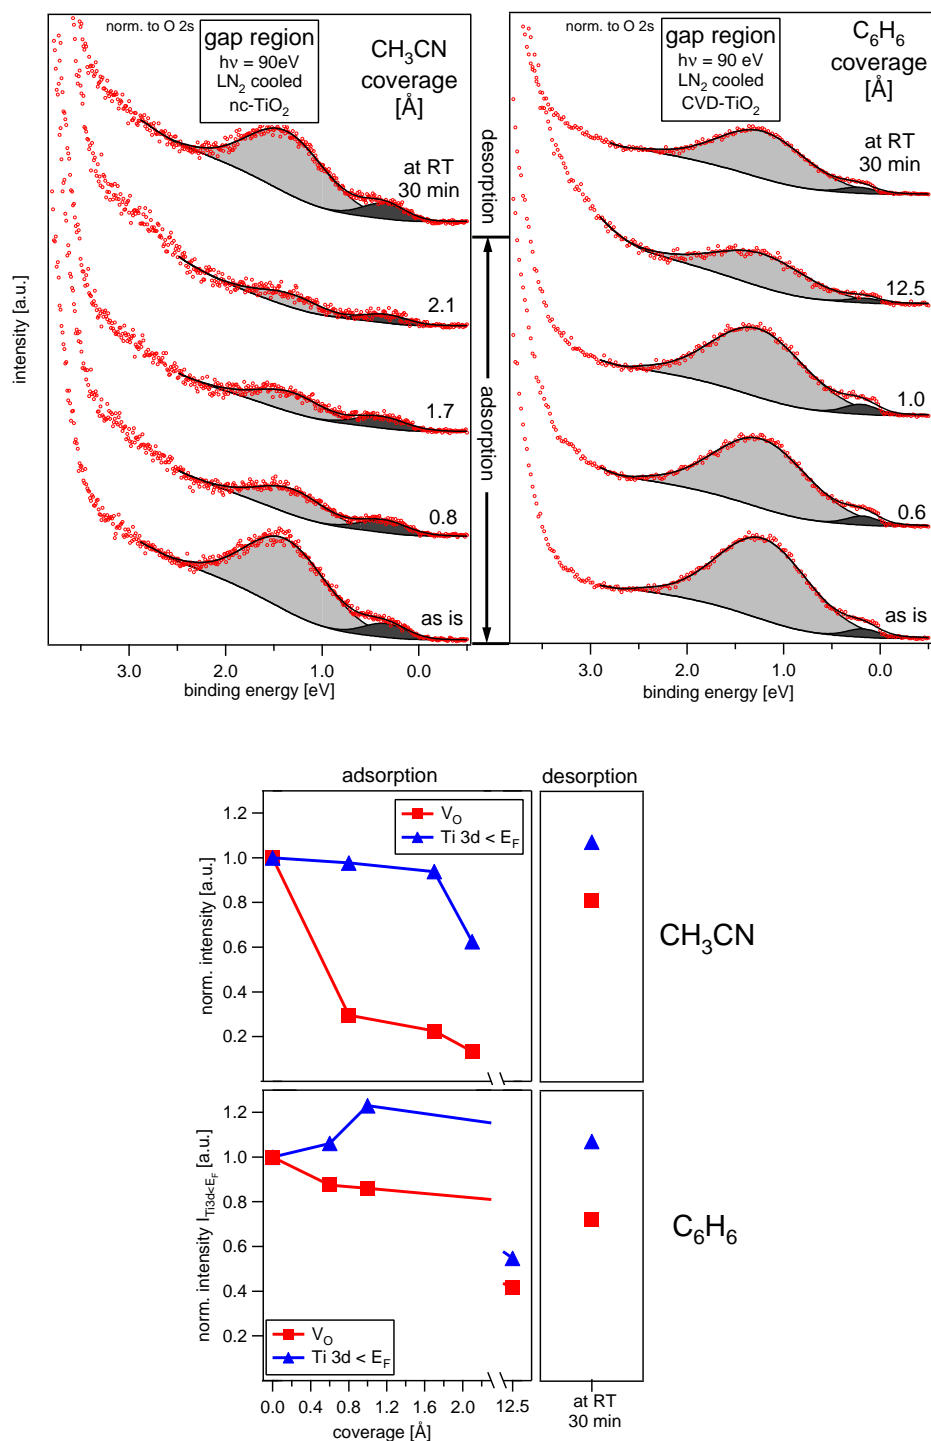 norm. to O 2s
gap region
hν = 90eV
LN2 cooled
nc-TiO2
CH3CN
coverage
[Å]
at RT
30 min
2.1
1.7
0.8
as is
intensity [a.u.]
3.0 2.0 1.0 0.0
binding energy [eV]
desorption
adsorption
norm. to O 2s
gap region
hν = 90 eV
LN2 cooled
CVD-TiO2
C6H6
coverage
[Å]
at RT
30 min
12.5
1.0
0.6
as is
3.0 2.0 1.0 0.0
binding energy [eV]
adsorption
desorption
VO
Ti 3d < EF
1.2
1.0
0.8
0.6
0.4
0.2
norm. intensity [a.u.]
CH3CN
1.2
1.0
0.8
0.6
0.4
0.2
norm. intensity ITi3d<EF [a.u.]
VO
Ti 3d < EF
C6H6
0.0 0.4 0.8 1.2 1.6 2.0 12.5
coverage [Å]
at RT
30 min